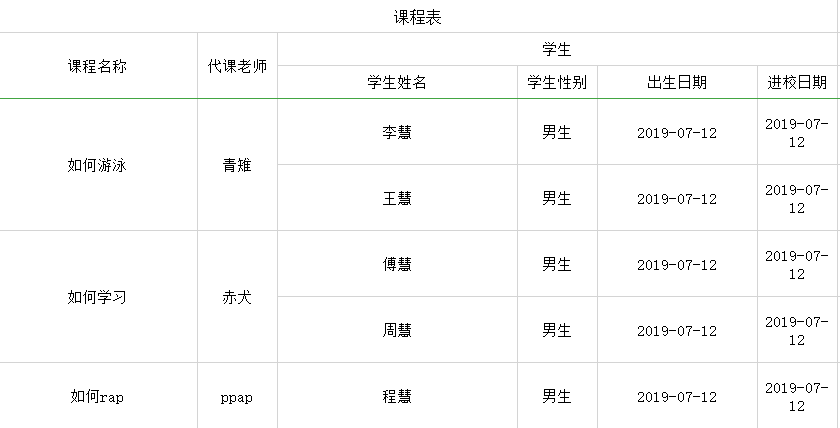 课程表
课程名称 代课老师 学生
学生姓名 学生性别 出生日期 进校日期
如何游泳 青雉 李慧 男生 2019-07-12 2019-07-12
王慧 男生 2019-07-12 2019-07-12
如何学习 赤犬 傅慧 男生 2019-07-12 2019-07-12
周慧 男生 2019-07-12 2019-07-12
如何rap ppap 程慧 男生 2019-07-12 2019-07-12